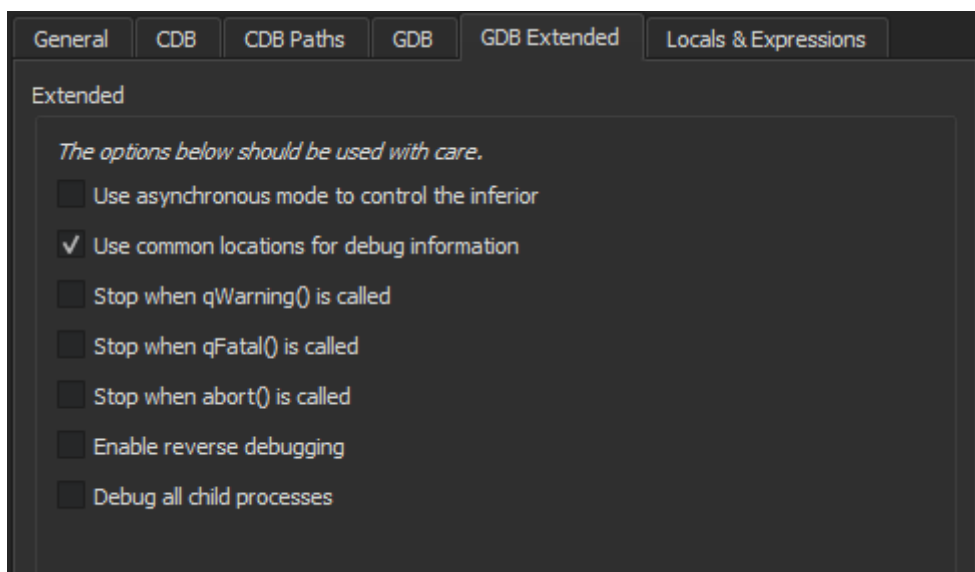 General CDB CDB Paths GDB GDB Extended Locals & Expressions
Extended
The options below should be used with care.
Use asynchronous mode to control the inferior
Use common locations for debug information
Stop when qWarning() is called
Stop when qFatal() is called
Stop when abort() is called
Enable reverse debugging
Debug all child processes